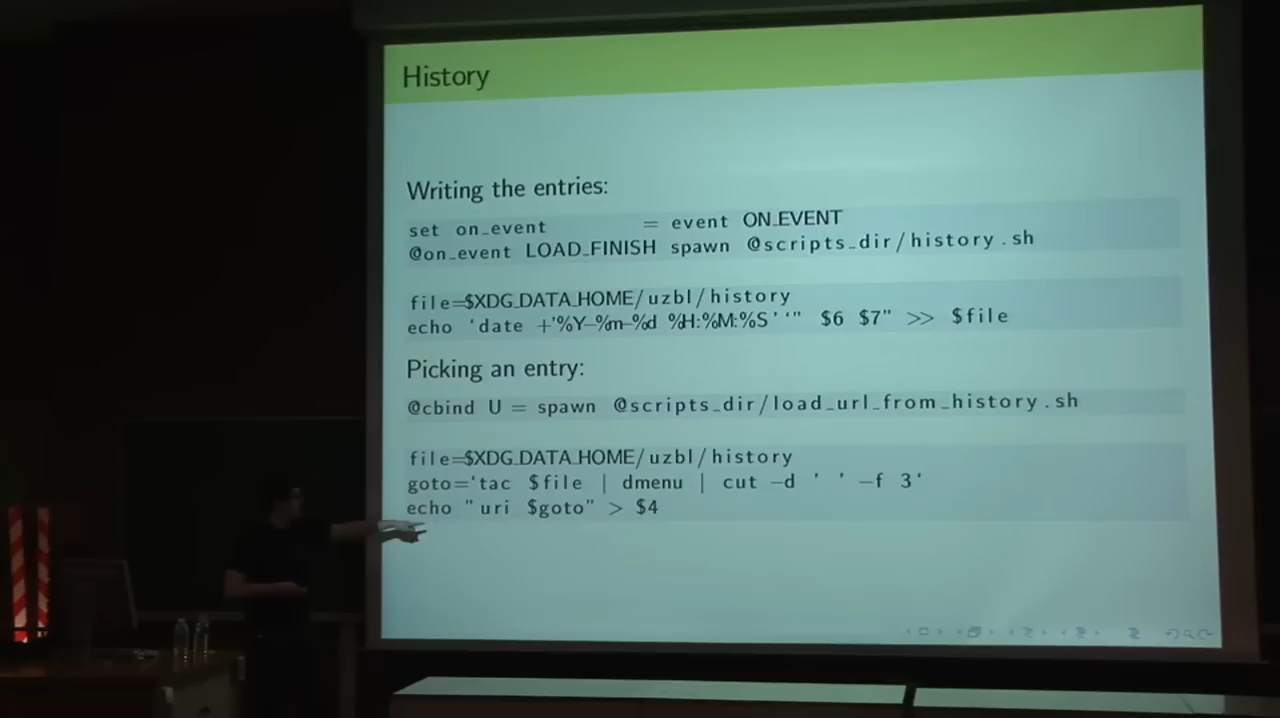 History
Writing the entries:
set on_event = event ON_EVENT
@on_event LOAD_FINISH spawn @scripts_dir/history.sh
file=$XDG_DATA_HOME/uzbl/history
echo `date +'%Y-%m-%d %H:%M:%S'`" $6 $7" >> $file
Picking an entry:
@cbind U = spawn @scripts_dir/load_url_from_history.sh
file=$XDG_DATA_HOME/uzbl/history
goto=`tac $file | dmenu | cut -d ' ' -f 3`
echo "uri $goto" > $4